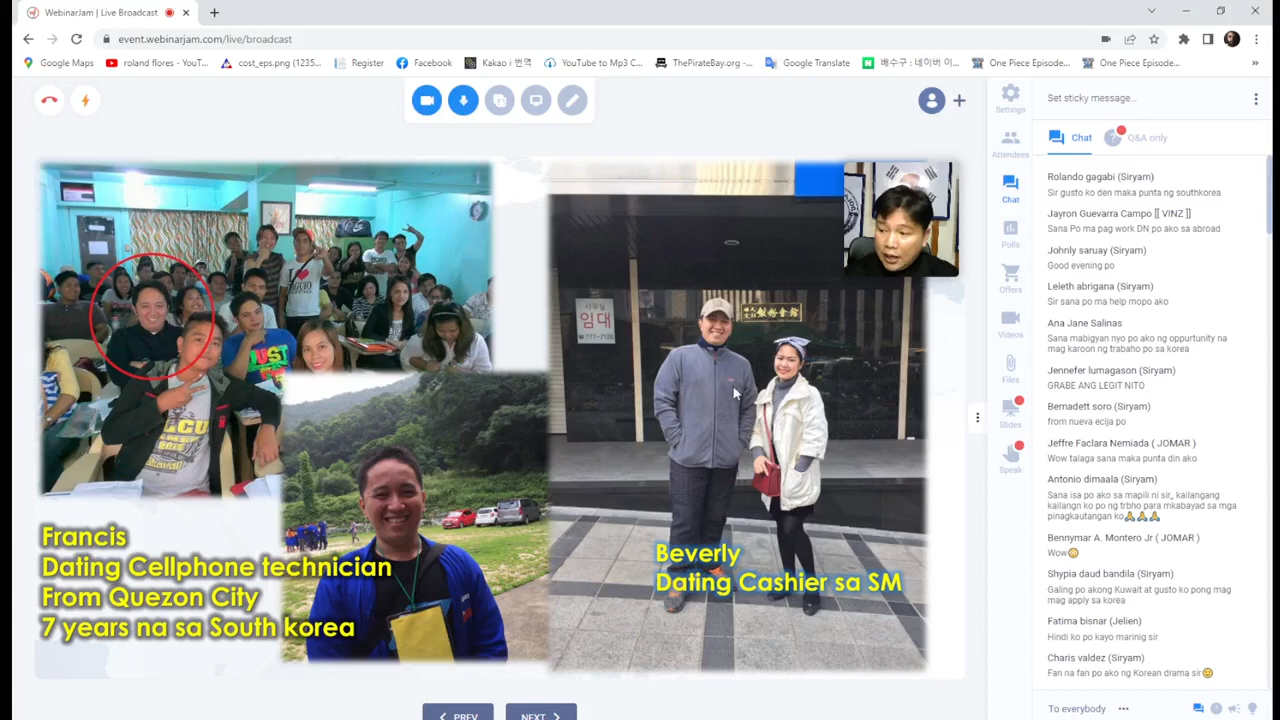 WebinarJam | Live Broadcast
event.webinarjam.com/live/broadcast
Google Maps
roland flores - YouT...
cost_eps.png (1235...
Register
Facebook
Kakao i 번역
YouTube to Mp3 C...
ThePirateBay.org -...
Google Translate
배수구 : 네이버 이...
One Piece Episode...
One Piece Episode...
사무실
임대
Francis
Dating Cellphone technician
From Quezon City
7 years na sa South korea
Beverly
Dating Cashier sa SM
PREV
NEXT
Settings
Attendees
Chat
Polls
Offers
Videos
Files
Slides
Speak
Set sticky message...
Chat
Q&A only
Rolando gagabi (Siryam)
Sir gusto ko den maka punta ng southkorea
Jayron Guevarra Campo [[ VINZ ]]
Sana Po ma pag work DN po ako sa abroad
Johnly saruay (Siryam)
Good evening po
Leleth abrigana (Siryam)
Sir sana po ma help mopo ako
Ana Jane Salinas
Sana mabigyan nyo po ako ng oppurtunity na
mag karoon ng trabaho po sa korea
Jennefer lumagason (Siryam)
GRABE ANG LEGIT NITO
Bernadett soro (Siryam)
from nueva ecija po
Jeffre Faclara Nemiada ( JOMAR )
Wow talaga sana maka punta din ako
Antonio dimaala (Siryam)
Sana isa po ako sa mapili ni sir,, kailangang
kailangn ko po ng trbho para mkabayad sa mga
pinagkautangan ko🙏🙏🙏
Bennymar A. Montero Jr ( JOMAR )
Wow😳
Shypia daud bandila (Siryam)
Galing po akong Kuwait at gusto ko pong mag
mag apply sa korea
Fatima bisnar (Jelien)
Hindi ko po kayo marinig sir
Charis valdez (Siryam)
Fan na fan po ako ng Korean drama sir😊
To everybody